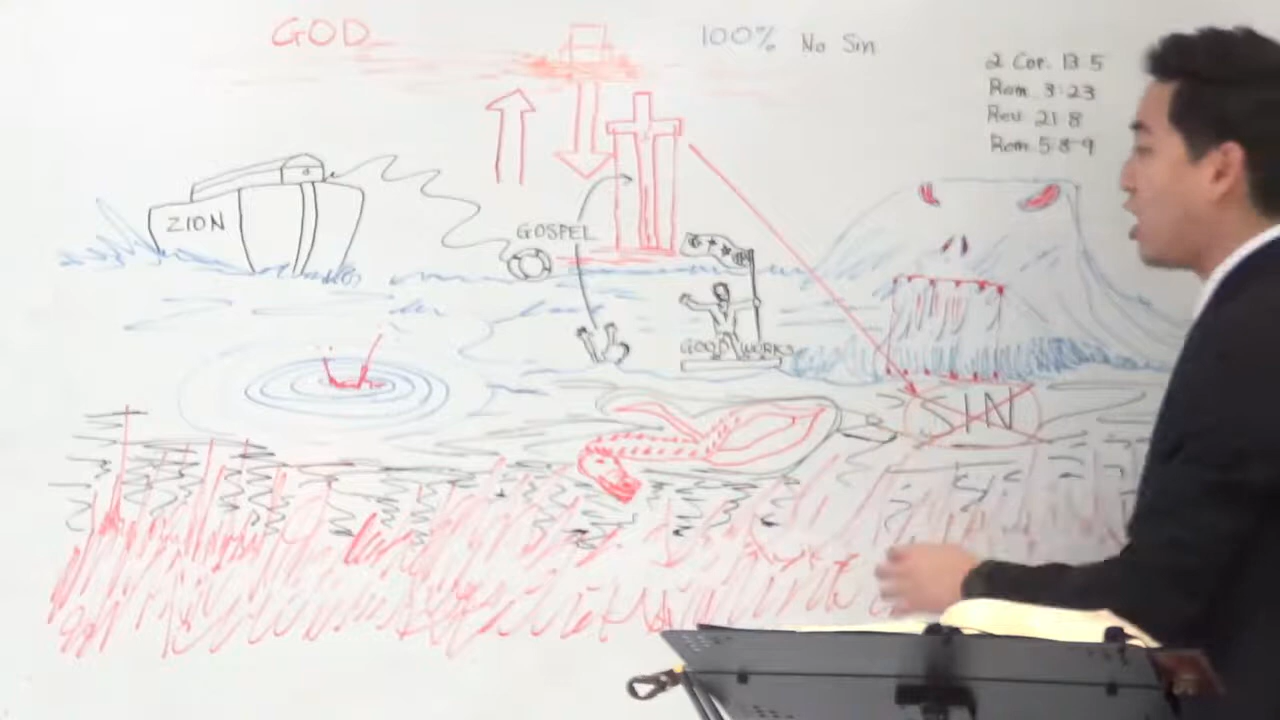 GOD
100% No Sin
2 Cor. 13:5
Rom 3:23
Rev 21:8
Rom 5:8-9
ZION
GOSPEL
GOOD WORKS
SIN